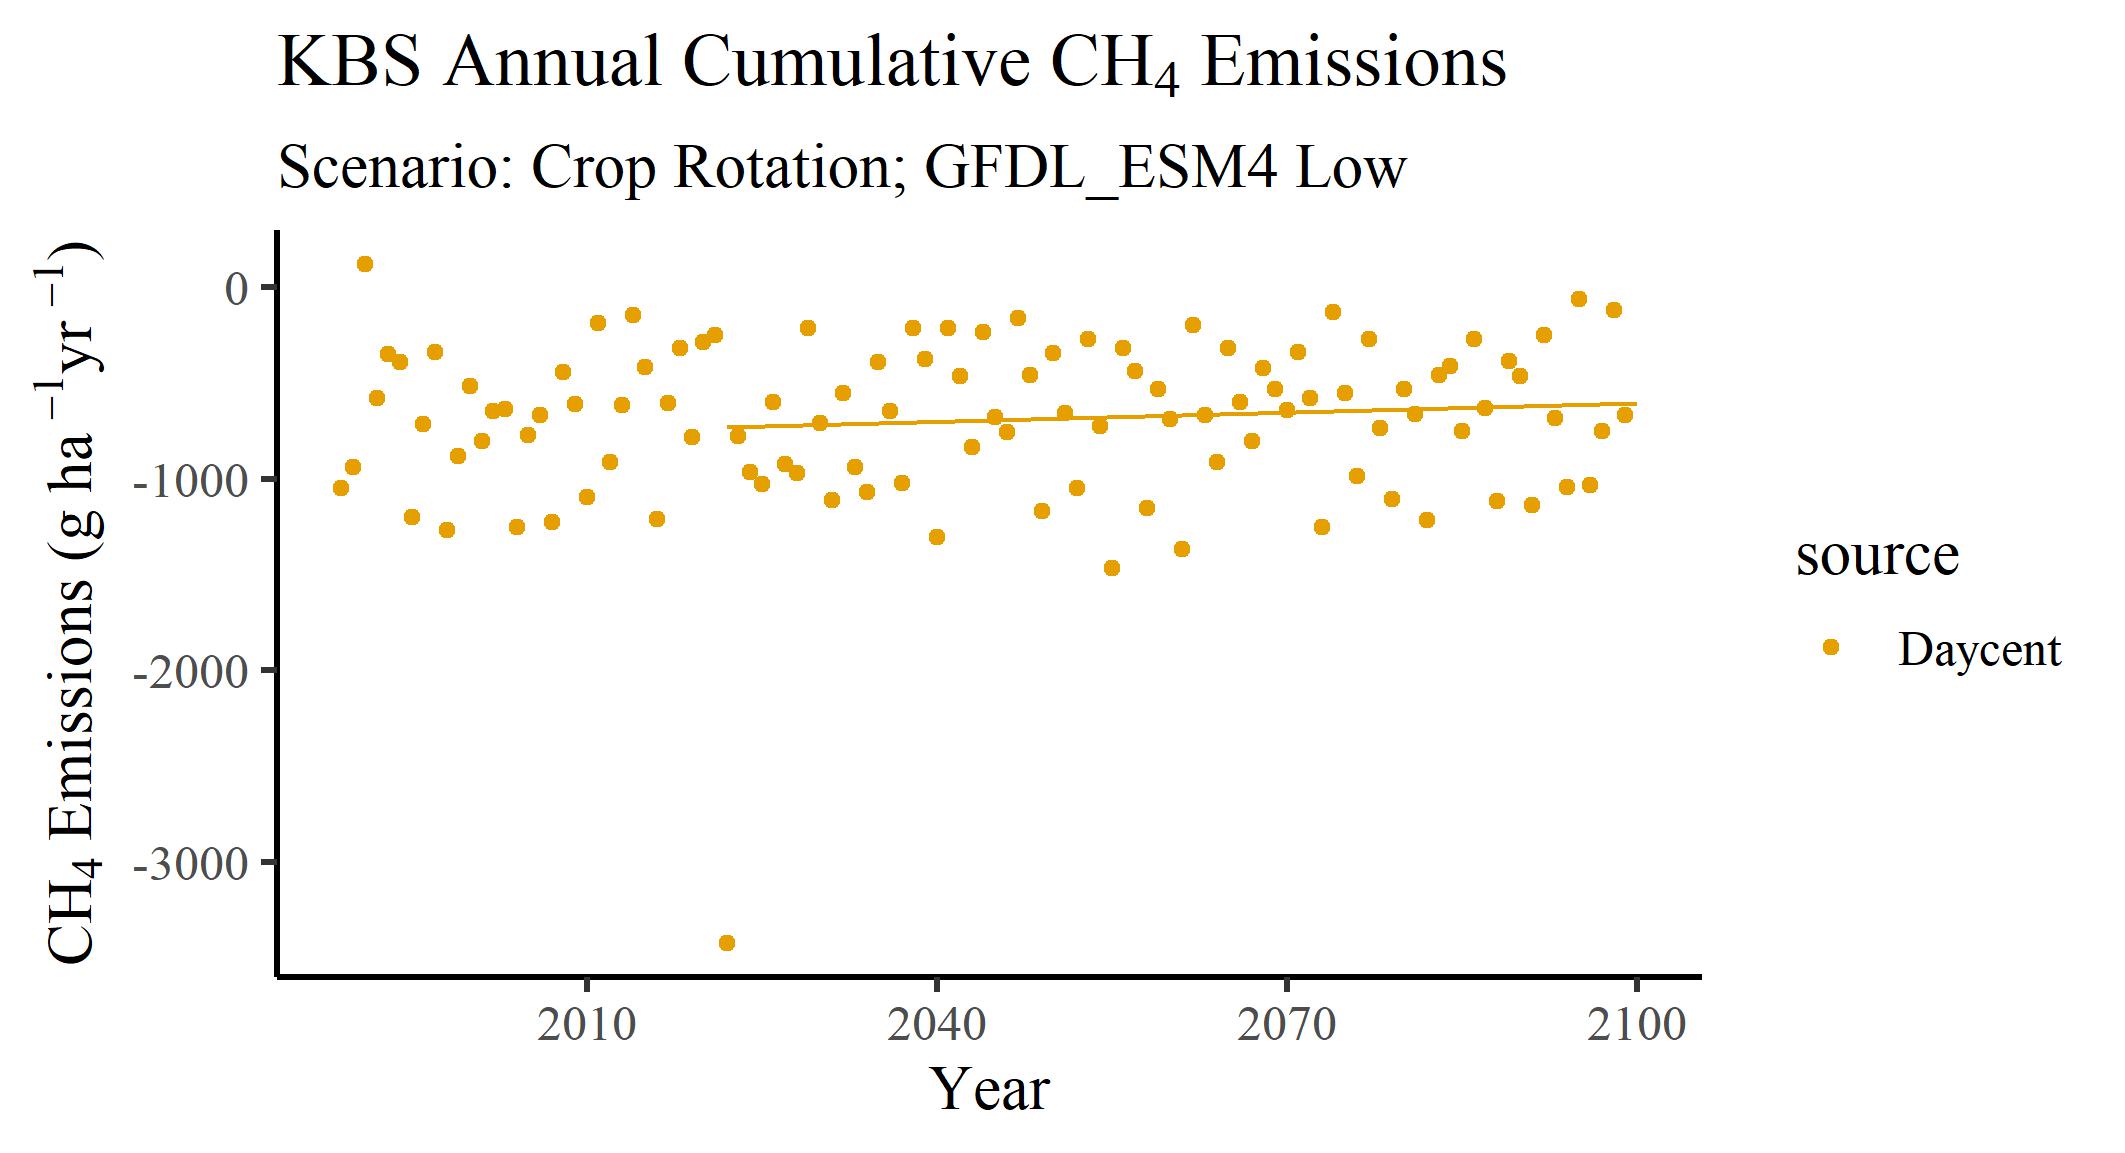 KBS Annual Cumulative CH₄ Emissions
Scenario: Crop Rotation; GFDL_ESM4 Low
CH₄ Emissions (g ha ⁻¹yr ⁻¹)
0
-1000
-2000
-3000
2010 2040 2070 2100
Year
source
Daycent